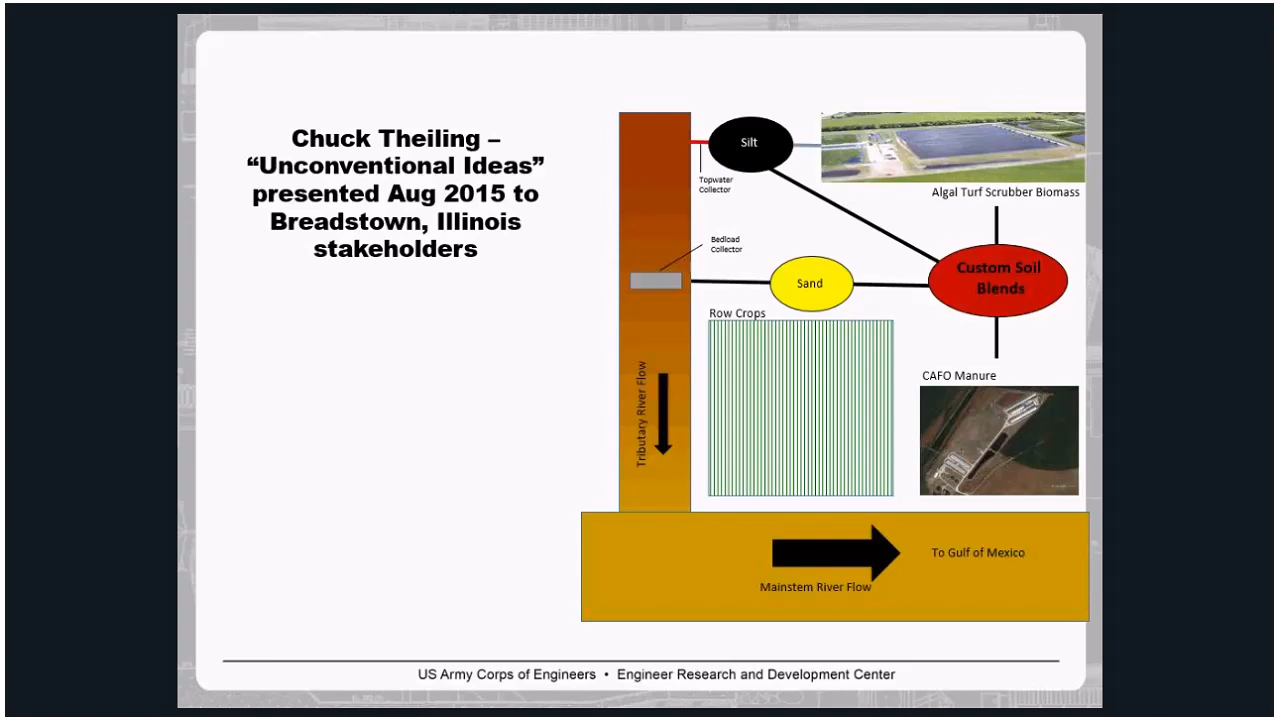 Chuck Theiling –
“Unconventional Ideas”
presented Aug 2015 to
Breadstown, Illinois
stakeholders
Silt
Topwater
Collector
Algal Turf Scrubber Biomass
Bedload
Collector
Sand
Custom Soil
Blends
Row Crops
Tributary River Flow
CAFO Manure
To Gulf of Mexico
Mainstem River Flow
US Army Corps of Engineers • Engineer Research and Development Center